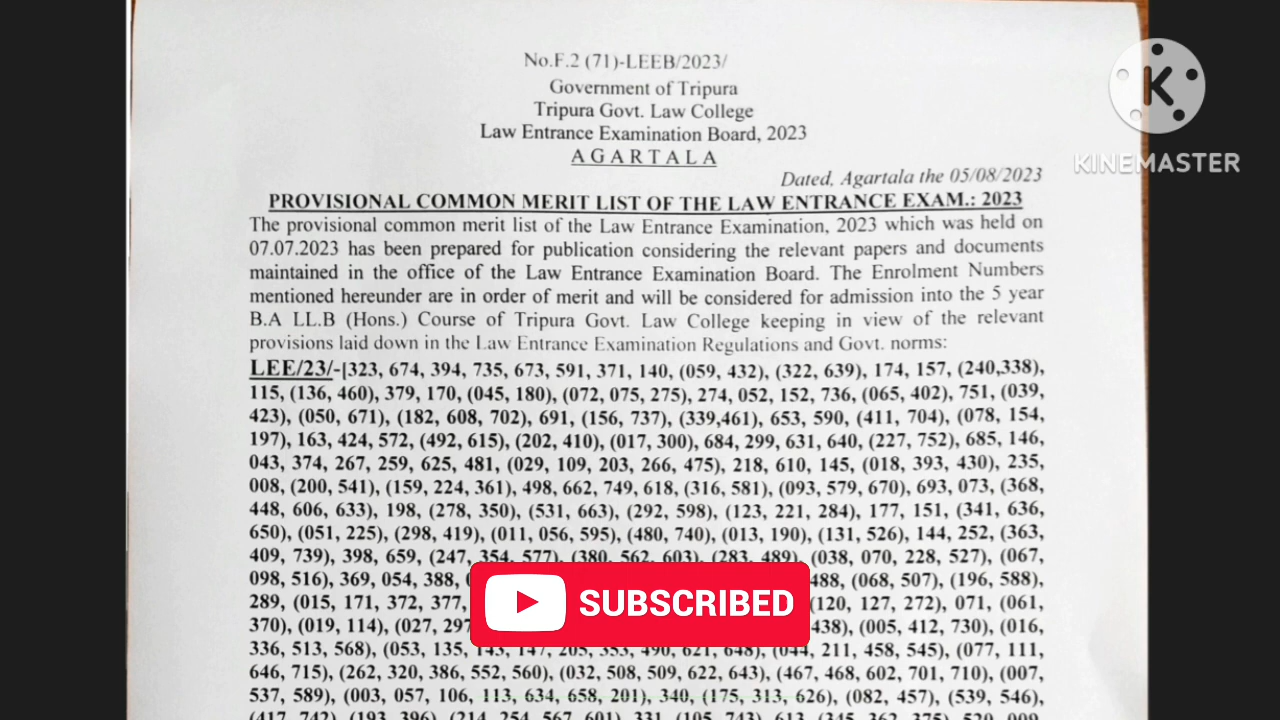 No.F.2 (71)-LEEB/2023/
Government of Tripura
Tripura Govt. Law College
Law Entrance Examination Board, 2023
AGARTALA
Dated, Agartala the 05/08/2023
PROVISIONAL COMMON MERIT LIST OF THE LAW ENTRANCE EXAM.: 2023
The provisional common merit list of the Law Entrance Examination, 2023 which was held on
07.07.2023 has been prepared for publication considering the relevant papers and documents
maintained in the office of the Law Entrance Examination Board. The Enrolment Numbers
mentioned hereunder are in order of merit and will be considered for admission into the 5 year
B.A LL.B (Hons.) Course of Tripura Govt. Law College keeping in view of the relevant
provisions laid down in the Law Entrance Examination Regulations and Govt. norms:
LEE/23/-[323, 674, 394, 735, 673, 591, 371, 140, (059, 432), (322, 639), 174, 157, (240,338),
115, (136, 460), 379, 170, (045, 180), (072, 075, 275), 274, 052, 152, 736, (065, 402), 751, (039,
423), (050, 671), (182, 608, 702), 691, (156, 737), (339,461), 653, 590, (411, 704), (078, 154,
197), 163, 424, 572, (492, 615), (202, 410), (017, 300), 684, 299, 631, 640, (227, 752), 685, 146,
043, 374, 267, 259, 625, 481, (029, 109, 203, 266, 475), 218, 610, 145, (018, 393, 430), 235,
008, (200, 541), (159, 224, 361), 498, 662, 749, 618, (316, 581), (093, 579, 670), 693, 073, (368,
448, 606, 633), 198, (278, 350), (531, 663), (292, 598), (123, 221, 284), 177, 151, (341, 636,
650), (051, 225), (298, 419), (011, 056, 595), (480, 740), (013, 190), (131, 526), 144, 252, (363,
409, 739), 398, 659, (247, 354, 577), (380, 562, 603), (283, 489), (038, 070, 228, 527), (067,
098, 516), 369, 054, 388, 488, (068, 507), (196, 588),
289, (015, 171, 372, 377, (120, 127, 272), 071, (061,
370), (019, 114), (027, 297 438), (005, 412, 730), (016,
336, 513, 568), (053, 135, 143, 147, 205, 353, 490, 621, 648), (044, 211, 458, 545), (077, 111,
646, 715), (262, 320, 386, 552, 560), (032, 508, 509, 622, 643), (467, 468, 602, 701, 710), (007,
537, 589), (003, 057, 106, 113, 634, 658, 201), 340, (175, 313, 626), (082, 457), (539, 546),
K
KINEMASTER
SUBSCRIBED